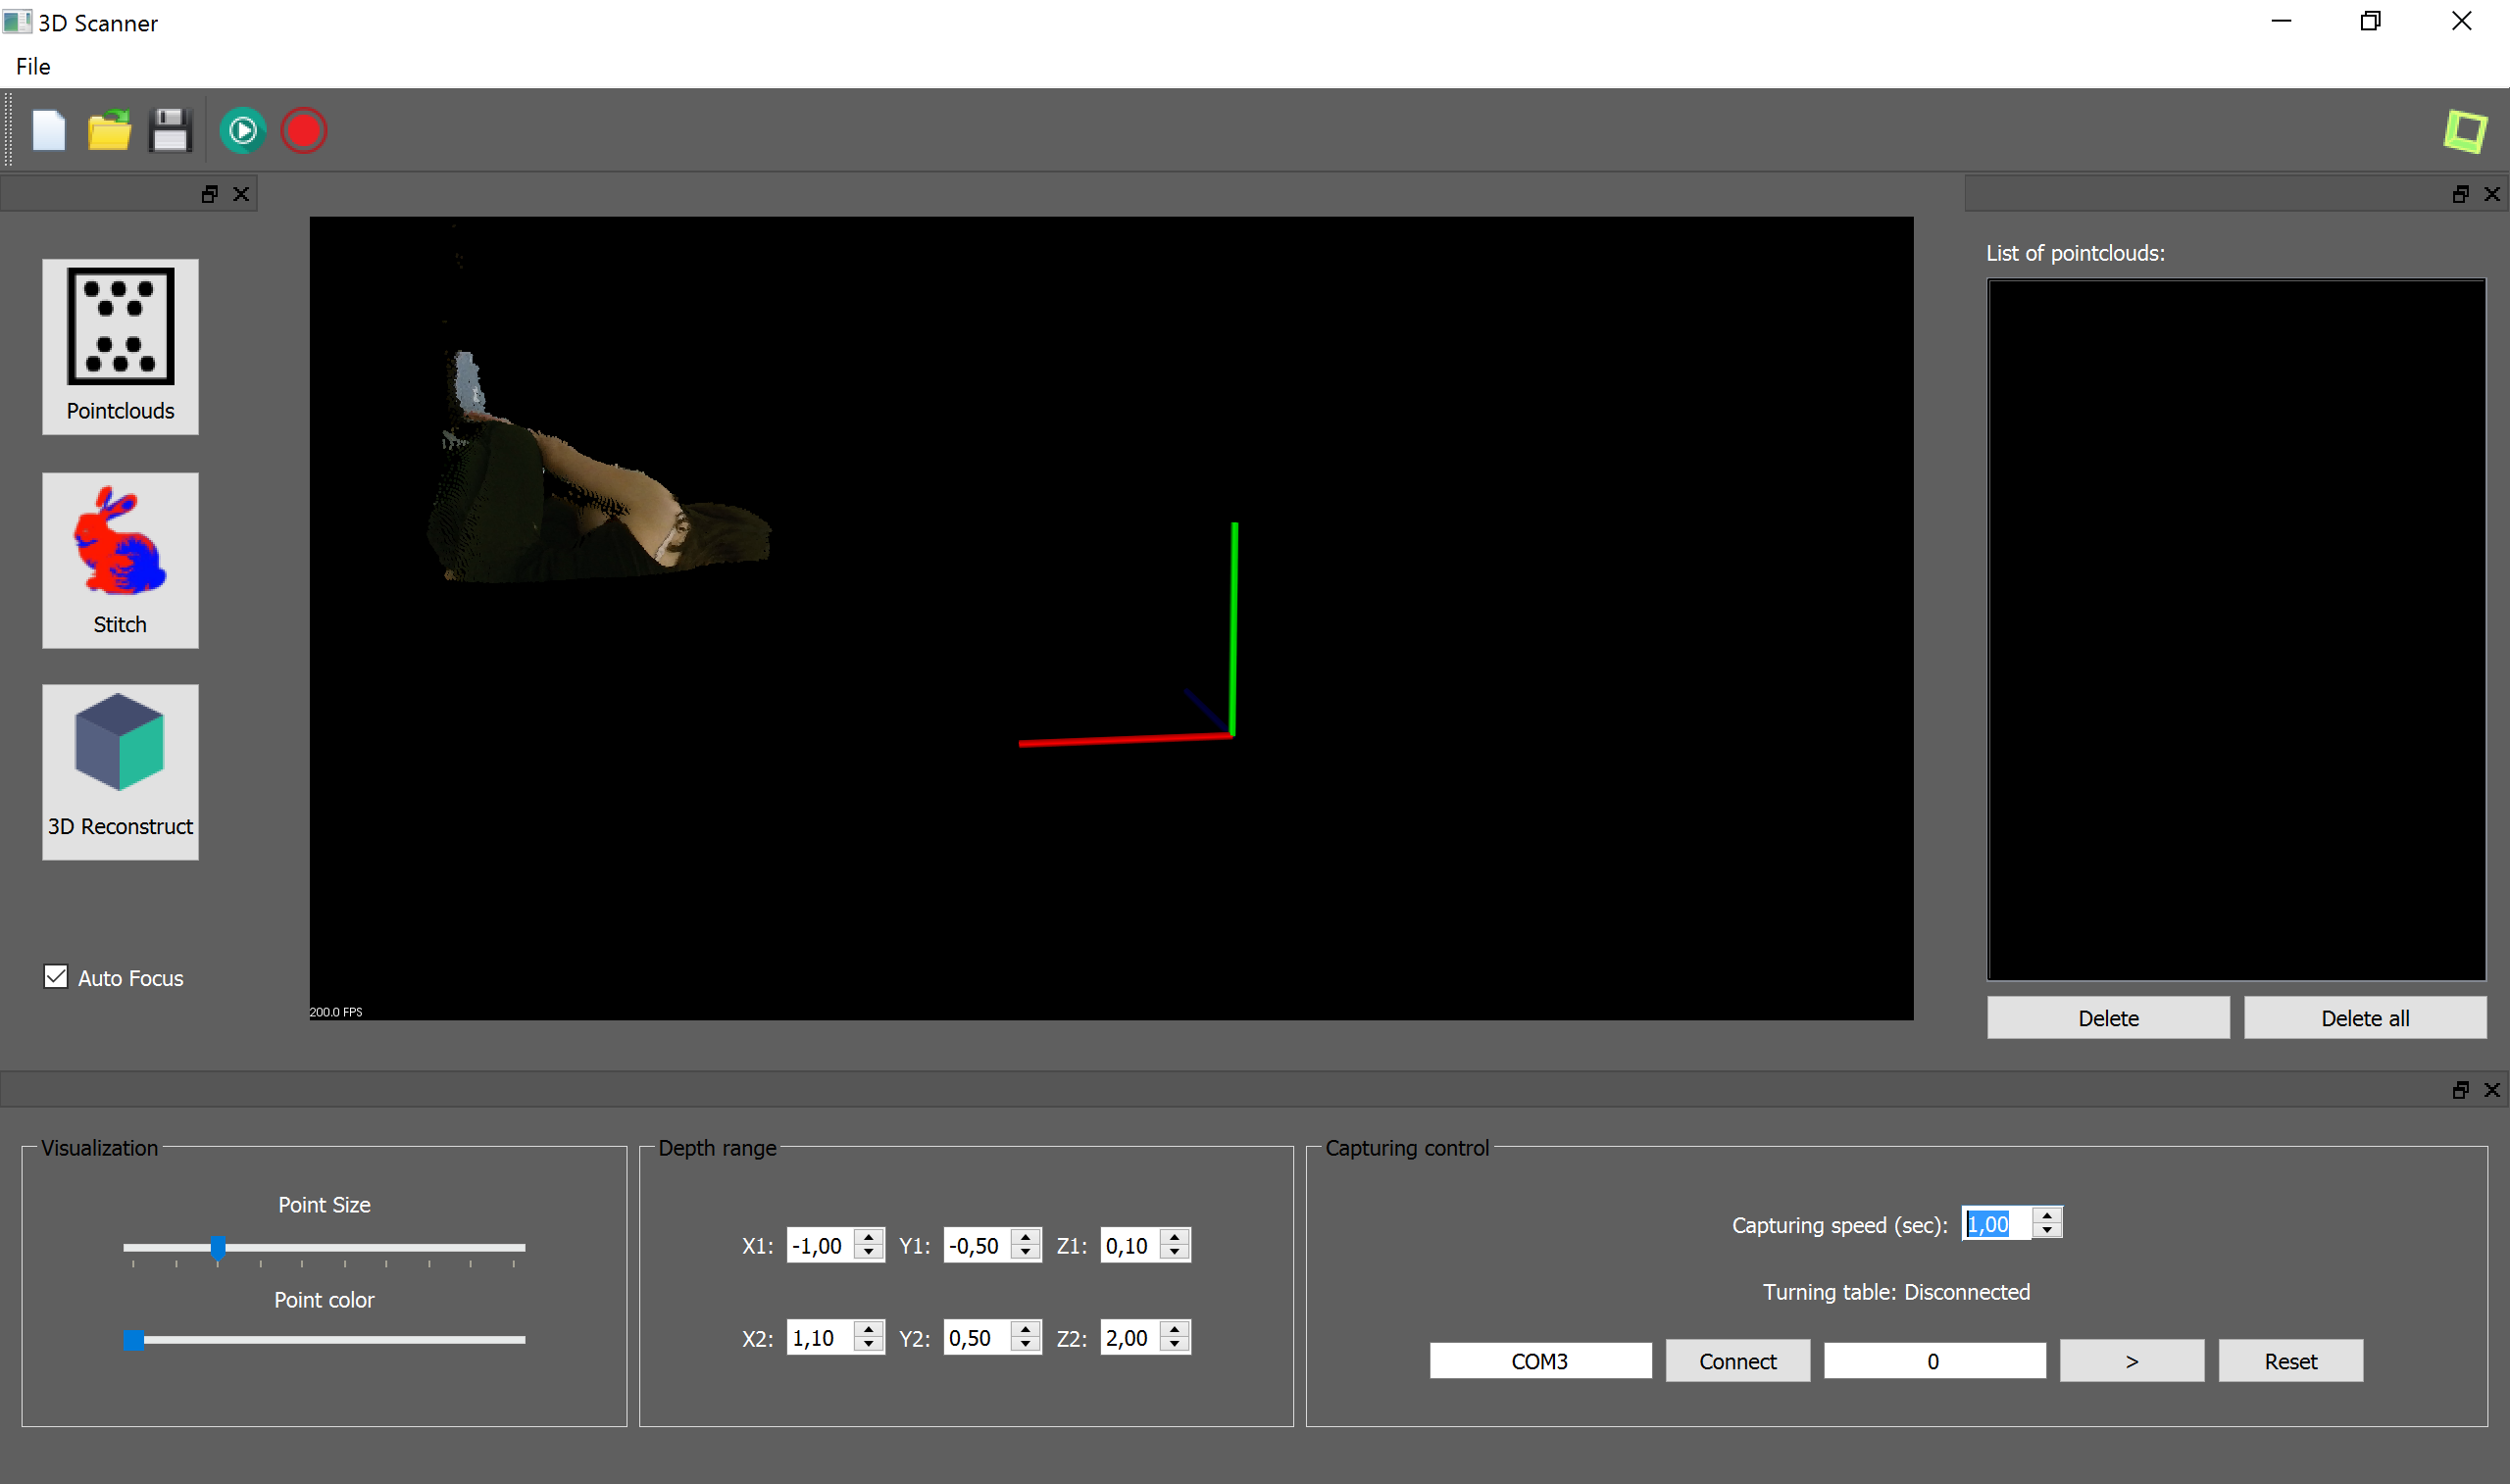 3D Scanner
File
Pointclouds
Stitch
3D Reconstruct
Auto Focus
200.0 FPS
List of pointclouds:
Delete Delete all
Visualization
Point Size
Point color
Depth range
X1: -1,00 Y1: -0,50 Z1: 0,10
X2: 1,10 Y2: 0,50 Z2: 2,00
Capturing control
Capturing speed (sec): 1,00
Turning table: Disconnected
COM3 Connect 0 > Reset